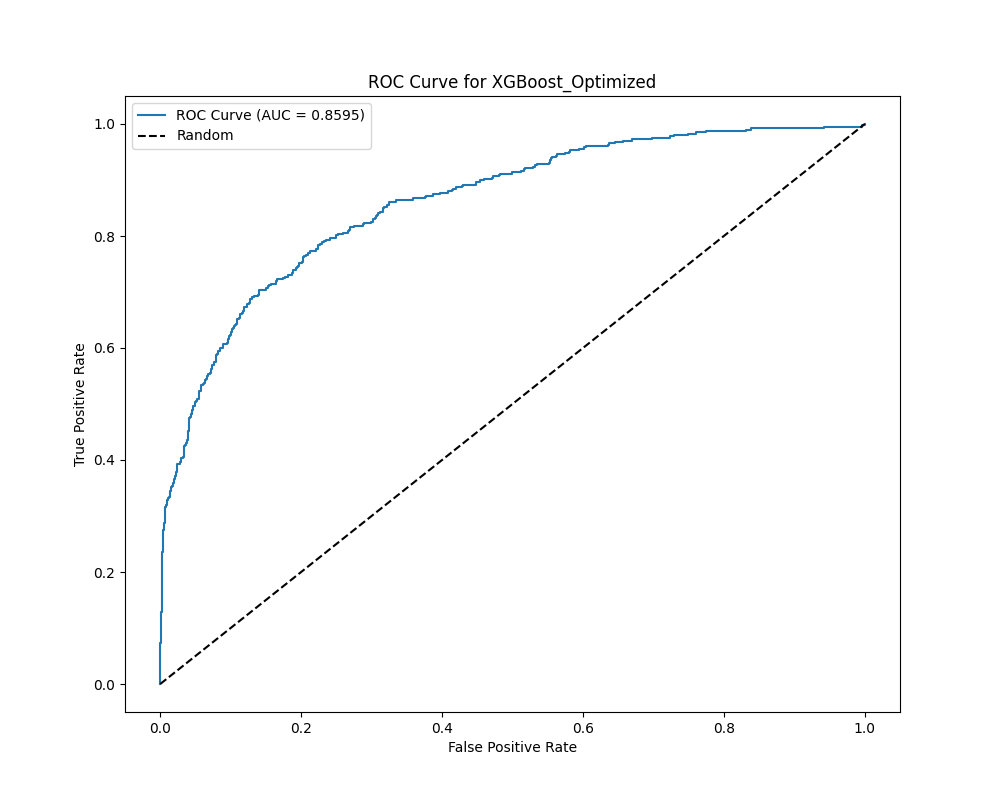 ROC Curve for XGBoost_Optimized
ROC Curve (AUC = 0.8595)
Random
1.0
0.8
0.6
0.4
0.2
0.0
True Positive Rate
0.0 0.2 0.4 0.6 0.8 1.0
False Positive Rate